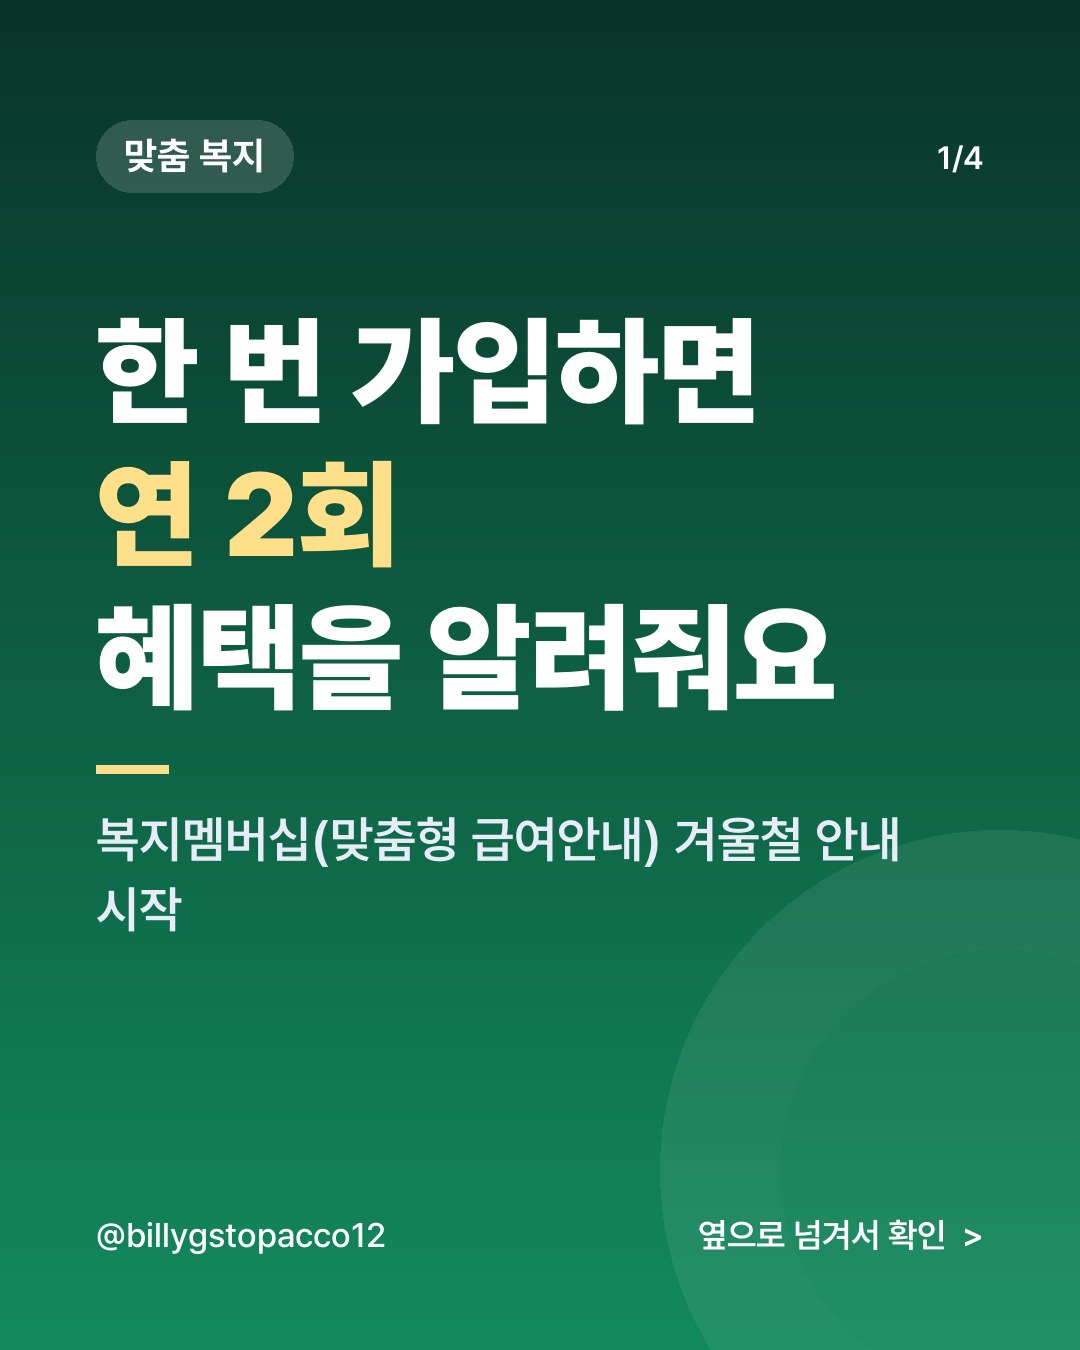 맞춤 복지
1/4
한 번 가입하면
연 2회
혜택을 알려줘요
복지멤버십(맞춤형 급여안내) 겨울철 안내
시작
@billygstopacco12
옆으로 넘겨서 확인 >